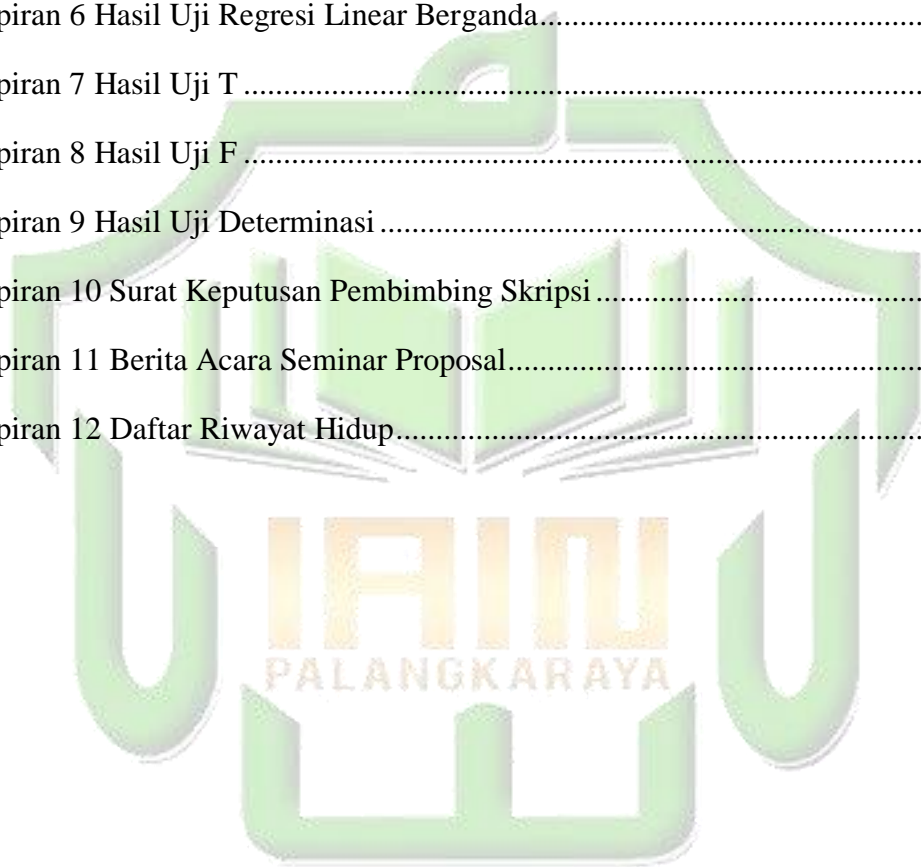 piran 6 Hasil Uji Regresi Linear Berganda................................................
piran 7 Hasil Uji T.....................................................................................
piran 8 Hasil Uji F.....................................................................................
piran 9 Hasil Uji Determinasi....................................................................
piran 10 Surat Keputusan Pembimbing Skripsi.........................................
piran 11 Berita Acara Seminar Proposal....................................................
piran 12 Daftar Riwayat Hidup..................................................................
IAIN
PALANGKARAYA